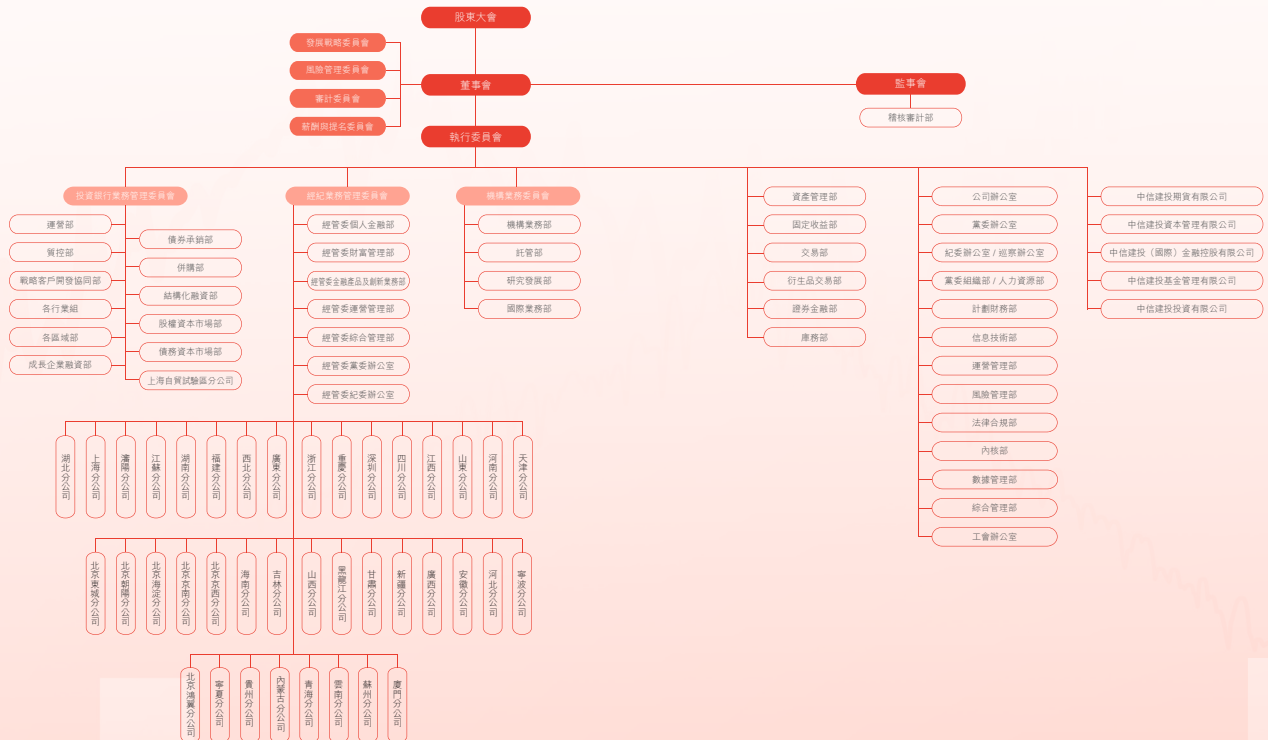 股東大會
發展戰略委員會
風險管理委員會
審計委員會
薪酬與提名委員會
董事會
監事會
稽核審計部
執行委員會
投資銀行業務管理委員會
運營部
質控部
戰略客戶開發協同部
各行業組
各區域部
成長企業融資部
債券承銷部
併購部
結構化融資部
股權資本市場部
債務資本市場部
上海自貿試驗區分公司
經紀業務管理委員會
經管委個人金融部
經管委財富管理部
經管委金融產品及創新業務部
經管委運營管理部
經管委綜合管理部
經管委黨委辦公室
經管委紀委辦公室
機構業務委員會
機構業務部
託管部
研究發展部
國際業務部
資產管理部
固定收益部
交易部
衍生品交易部
證券金融部
庫務部
公司辦公室
黨委辦公室
紀委辦公室 / 巡察辦公室
黨委組織部 / 人力資源部
計劃財務部
信息技術部
運營管理部
風險管理部
法律合規部
內核部
數據管理部
綜合管理部
工會辦公室
中信建投期貨有限公司
中信建投資本管理有限公司
中信建投（國際）金融控股有限公司
中信建投基金管理有限公司
中信建投投資有限公司
湖北分公司
上海分公司
瀋陽分公司
江蘇分公司
湖南分公司
福建分公司
西北分公司
廣東分公司
浙江分公司
重慶分公司
深圳分公司
四川分公司
江西分公司
山東分公司
河南分公司
天津分公司
北京東城分公司
北京朝陽分公司
北京海淀分公司
北京京南分公司
北京京西分公司
海南分公司
吉林分公司
山西分公司
黑龍江分公司
甘肅分公司
新疆分公司
廣西分公司
安徽分公司
河北分公司
寧波分公司
北京鴻翼分公司
寧夏分公司
貴州分公司
內蒙古分公司
青海分公司
雲南分公司
蘇州分公司
廈門分公司